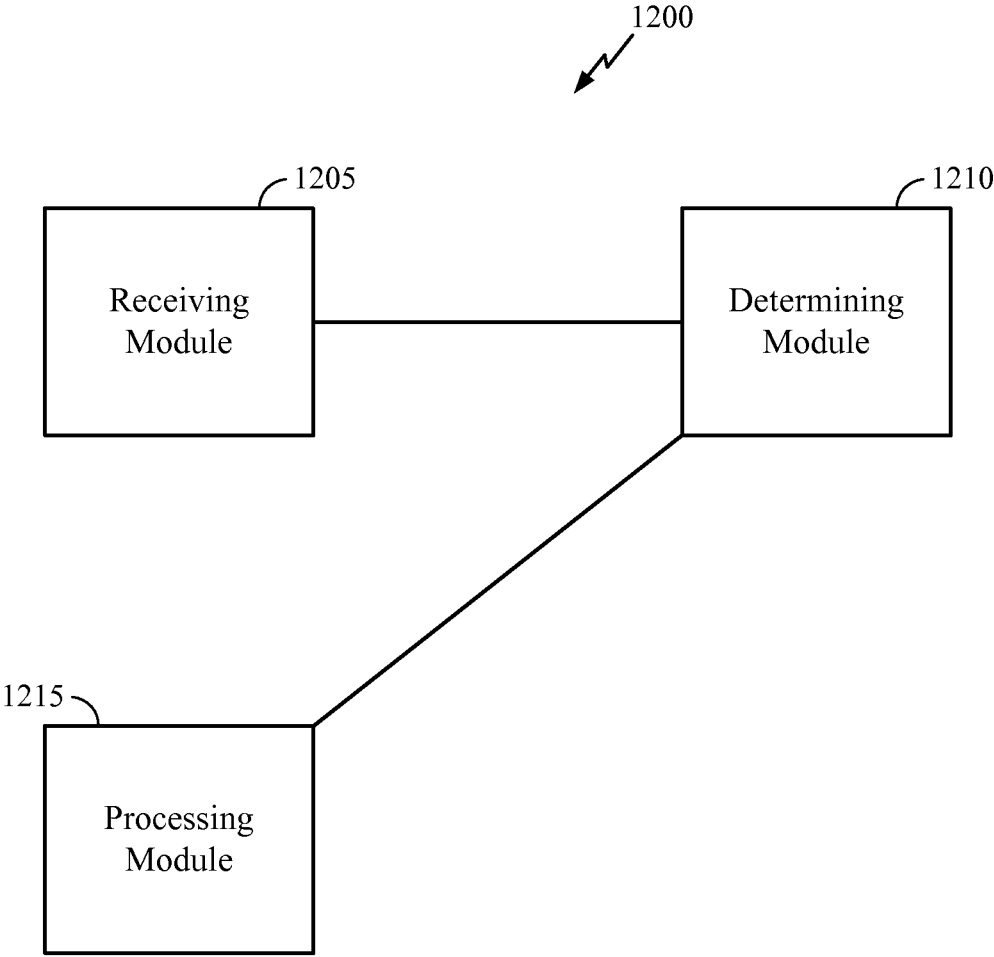 1200
1205
1210
Receiving
Module
Determining
Module
1215
Processing
Module